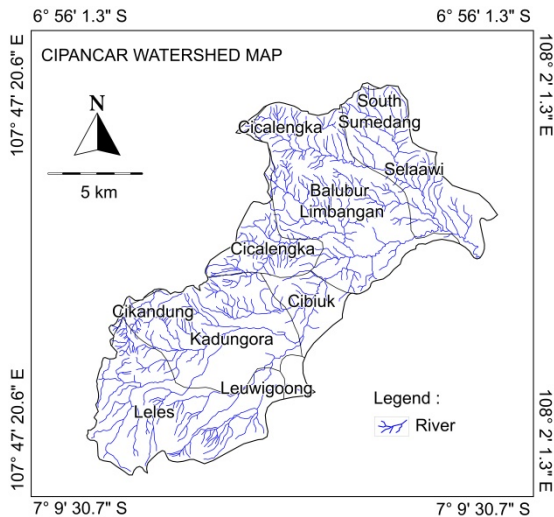 6° 56' 1.3" S
6° 56' 1.3" S
107° 47' 20.6" E
108° 2' 1.3" E
CIPANCAR WATERSHED MAP
N
5 km
South
Sumedang
Cicalengka
Selaawi
Balubur
Limbangan
Cicalengka
Cibiuk
Cikandung
Kadungora
Leuwigoong
Leles
Legend :
River
107° 47' 20.6" E
108° 2' 1.3" E
7° 9' 30.7" S
7° 9' 30.7" S